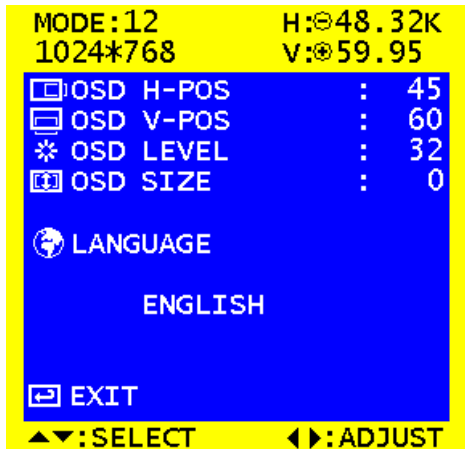 MODE:12 H:⊖48.32K
1024*768 V:⊕59.95
OSD H-POS : 45
OSD V-POS : 60
OSD LEVEL : 32
OSD SIZE : 0
LANGUAGE
ENGLISH
EXIT
▲▼:SELECT ◀▶:ADJUST